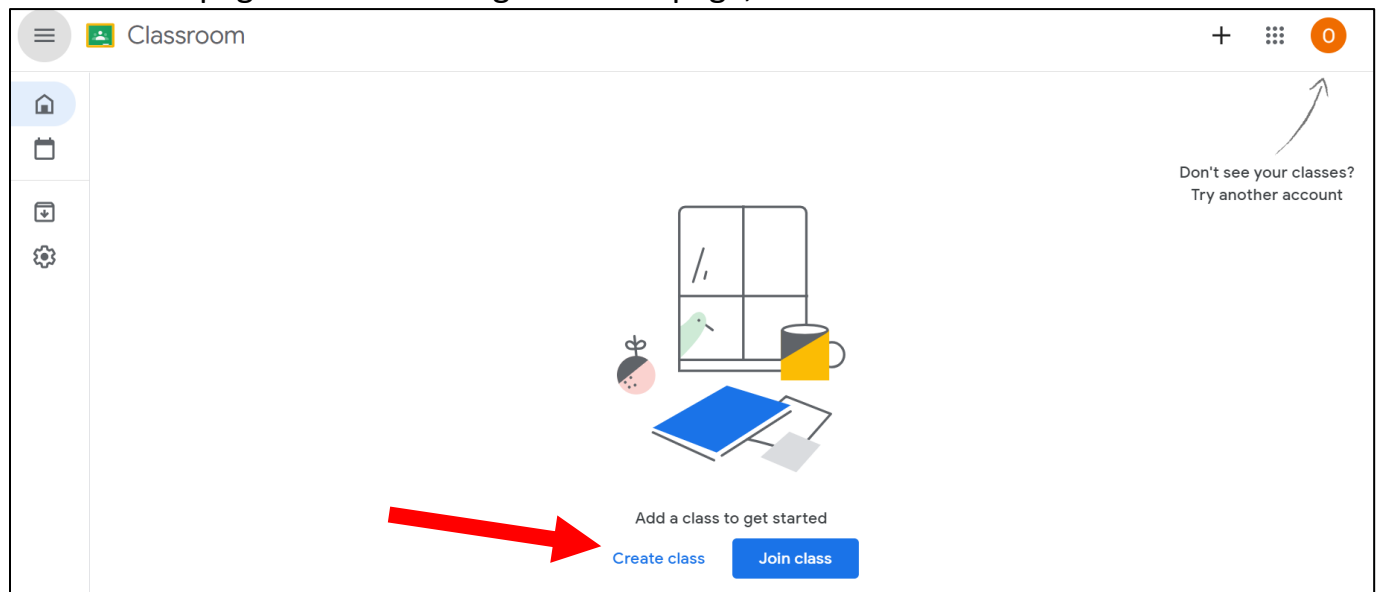 Classroom
O
Don't see your classes?
Try another account
Add a class to get started
Create class
Join class